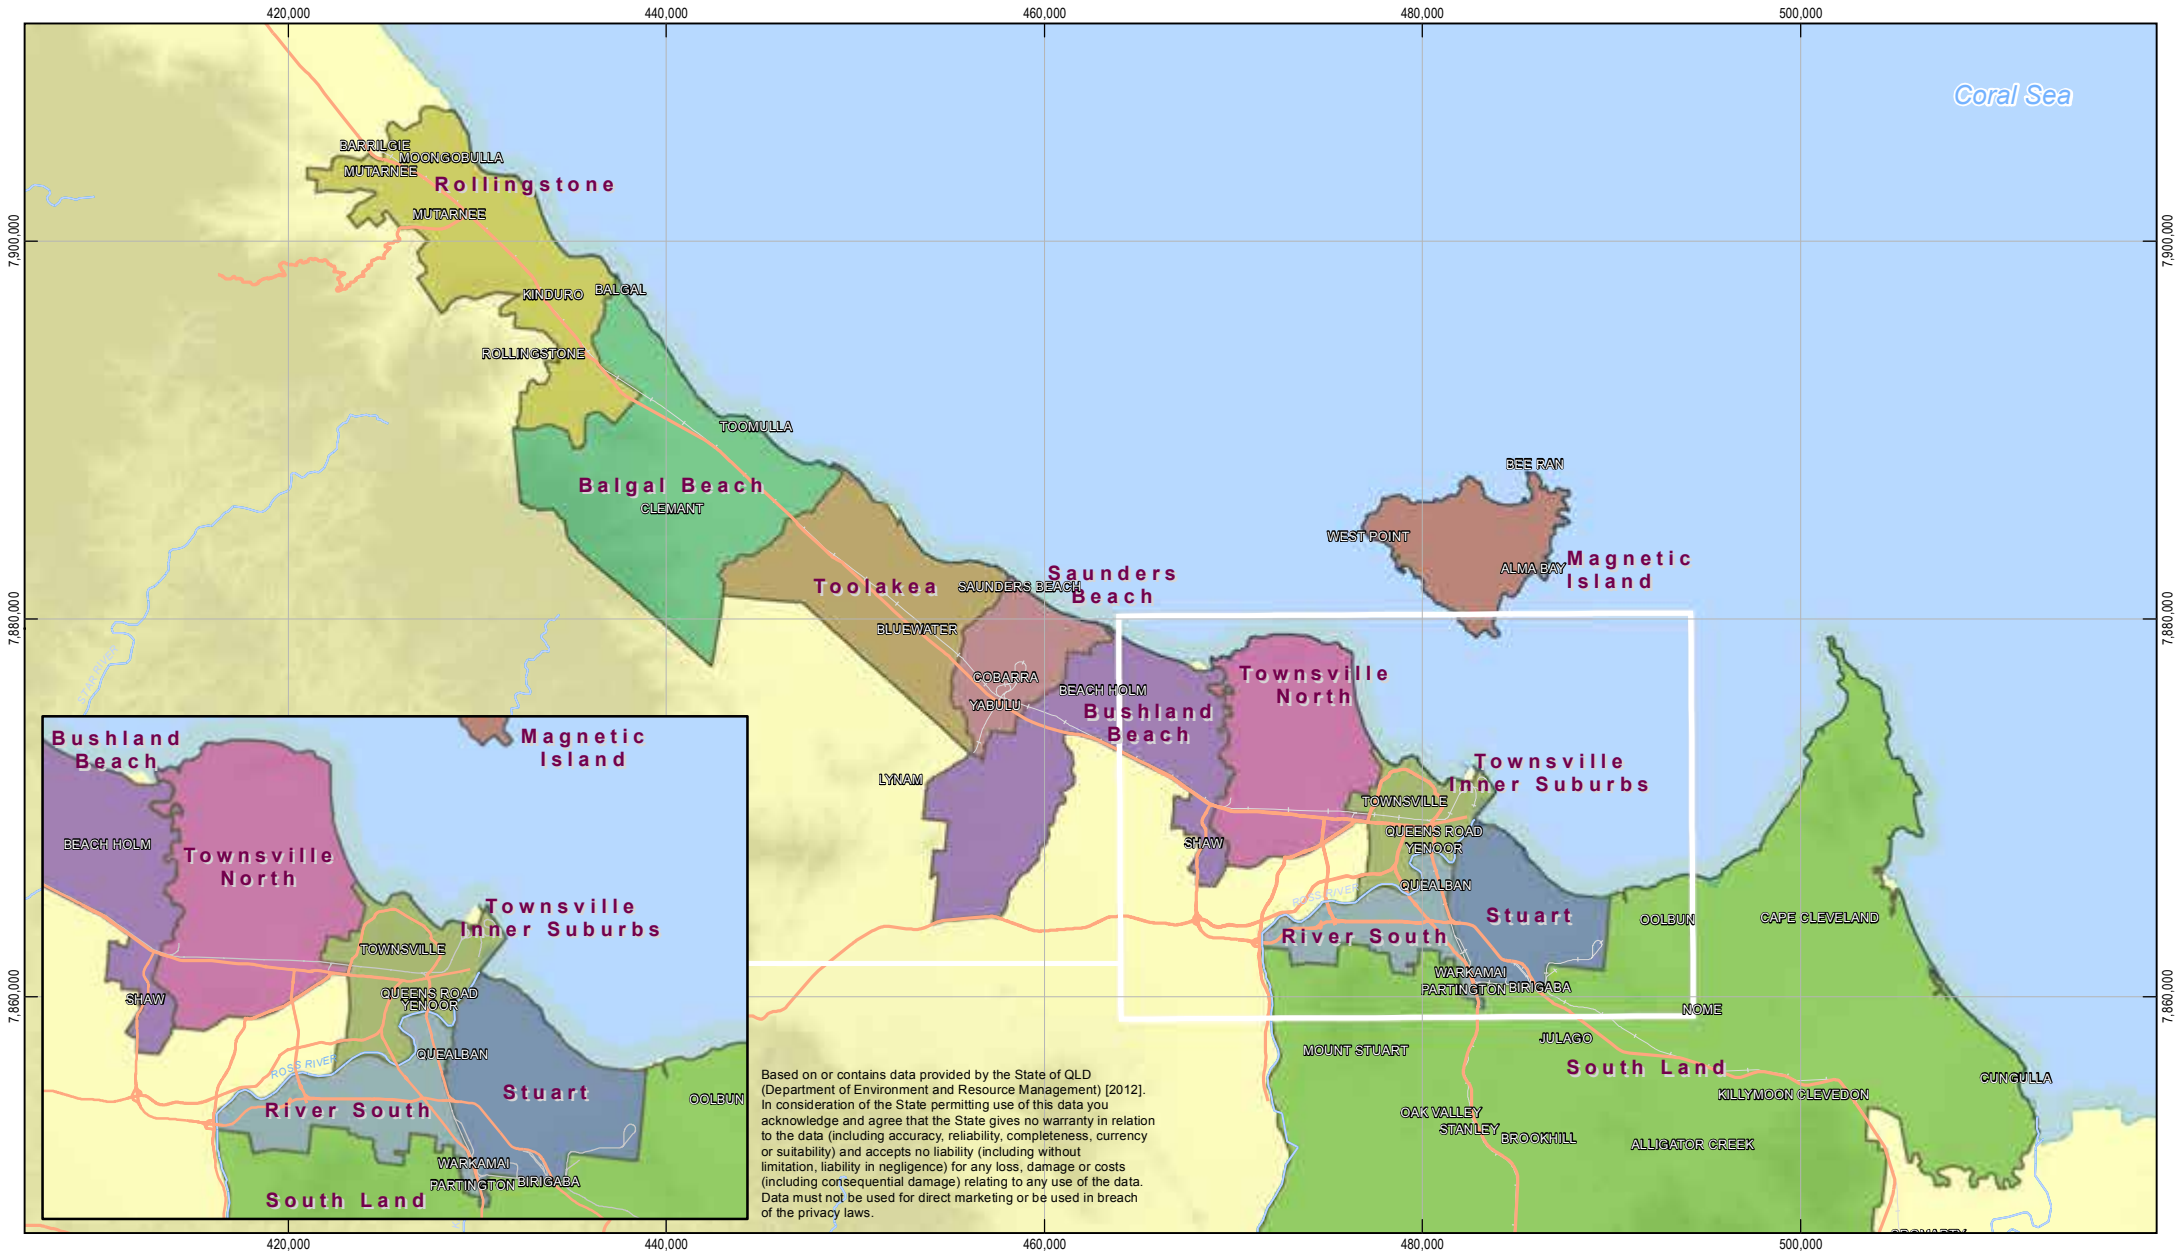 420,000
440,000
460,000
480,000
500,000
Coral Sea
BARRILGIE
MOONGOBULLA
MUTARNEE
Rollingstone
MUTARNEE
7,900,000
7,900,000
KINDURO
BALGAL
ROLLINGSTONE
TOOMULLA
Balgal Beach
CLEMANT
BEE RAN
WEST POINT
ALMA BAY
Magnetic
Island
Saunders
Beach
SAUNDERS BEACH
Toolakea
BLUEWATER
7,880,000
7,880,000
STAR RIVER
COBARRA
YABULU
BEACH HOLM
Bushland
Beach
Townsville
North
LYNAM
Townsville
Inner Suburbs
TOWNSVILLE
QUEENS ROAD
YENOOR
SHAW
QUEALBAN
ROSS RIVER
Stuart
River South
OOLBUN
CAPE CLEVELAND
WARKAMAI
PARTINGTON
BIRIGABA
NOME
7,860,000
7,860,000
MOUNT STUART
JULAGO
South Land
CUNGULLA
KILLYMOON CLEVEDON
OAK VALLEY
STANLEY
BROOKHILL
ALLIGATOR CREEK
Bushland
Beach
Magnetic
Island
BEACH HOLM
Townsville
North
Townsville
Inner Suburbs
TOWNSVILLE
SHAW
QUEENS ROAD
YENOOR
QUEALBAN
ROSS RIVER
Stuart
River South
OOLBUN
WARKAMAI
PARTINGTON
BIRIGABA
South Land
Based on or contains data provided by the State of QLD
(Department of Environment and Resource Management) [2012].
In consideration of the State permitting use of this data you
acknowledge and agree that the State gives no warranty in relation
to the data (including accuracy, reliability, completeness, currency
or suitability) and accepts no liability (including without
limitation, liability in negligence) for any loss, damage or costs
(including consequential damage) relating to any use of the data.
Data must not be used for direct marketing or be used in breach
of the privacy laws.
420,000
440,000
460,000
480,000
500,000